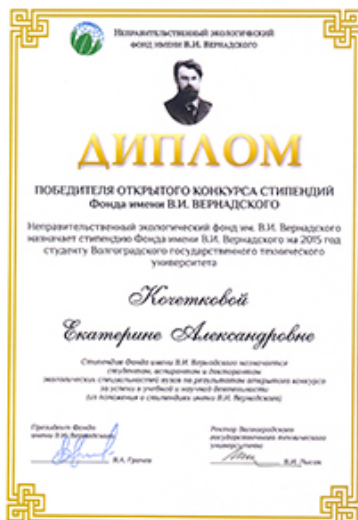 Неправительственный экологический
фонд имени В.И. Вернадского
ДИПЛОМ
ПОБЕДИТЕЛЯ ОТКРЫТОГО КОНКУРСА СТИПЕНДИЙ
Фонда имени В.И. ВЕРНАДСКОГО
Неправительственный экологический фонд им. В.И. Вернадского
назначает стипендию Фонда имени В.И. Вернадского на 2015 год
студенту Волгоградского государственного технического
университета
Кочетковой
Екатерине Александровне
Стипендия Фонда имени В.И. Вернадского назначается
студентам, аспирантам и докторантам
экологических специальностей вузов по результатам открытого конкурса
за успехи в учебной и научной деятельности
(из положения о стипендиях имени В.И. Вернадского)
Президент Фонда
имени В.И. Вернадского
В.А. Грачев
Ректор Волгоградского
государственного технического
университета
В.И. Лысак